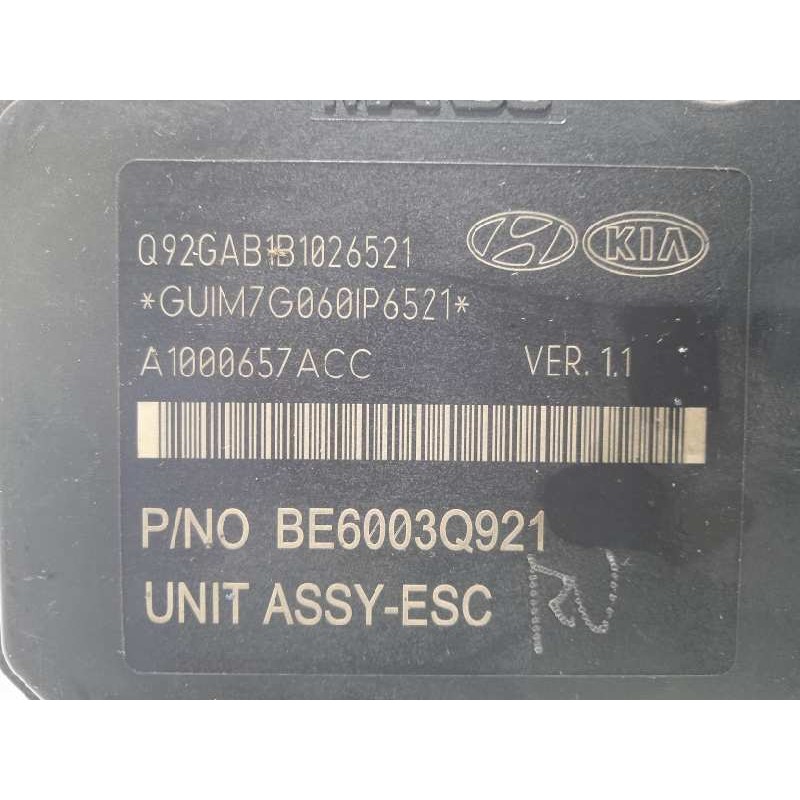 Q92GAB1B1026521
KIA
*GUIM7G060IP6521*
A1000657ACC VER. 1.1
P/NO BE6003Q921
UNIT ASSY-ESC